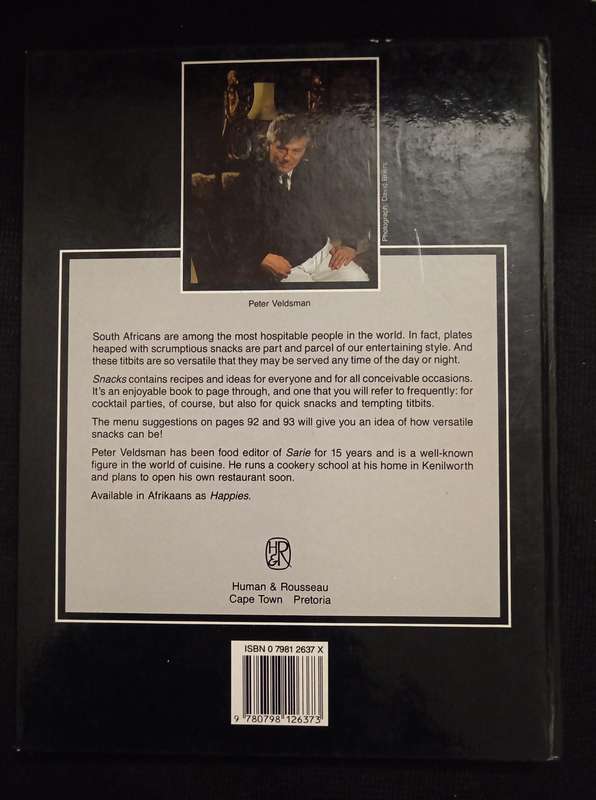 Photograph: David Briers
Peter Veldsman
South Africans are among the most hospitable people in the world. In fact, plates
heaped with scrumptious snacks are part and parcel of our entertaining style. And
these titbits are so versatile that they may be served any time of the day or night.
Snacks contains recipes and ideas for everyone and for all conceivable occasions.
It's an enjoyable book to page through, and one that you will refer to frequently: for
cocktail parties, of course, but also for quick snacks and tempting titbits.
The menu suggestions on pages 92 and 93 will give you an idea of how versatile
snacks can be!
Peter Veldsman has been food editor of Sarie for 15 years and is a well-known
figure in the world of cuisine. He runs a cookery school at his home in Kenilworth
and plans to open his own restaurant soon.
Available in Afrikaans as Happies.
H&R
Human & Rousseau
Cape Town Pretoria
ISBN 0 7981 2637 X
9 780798 126373